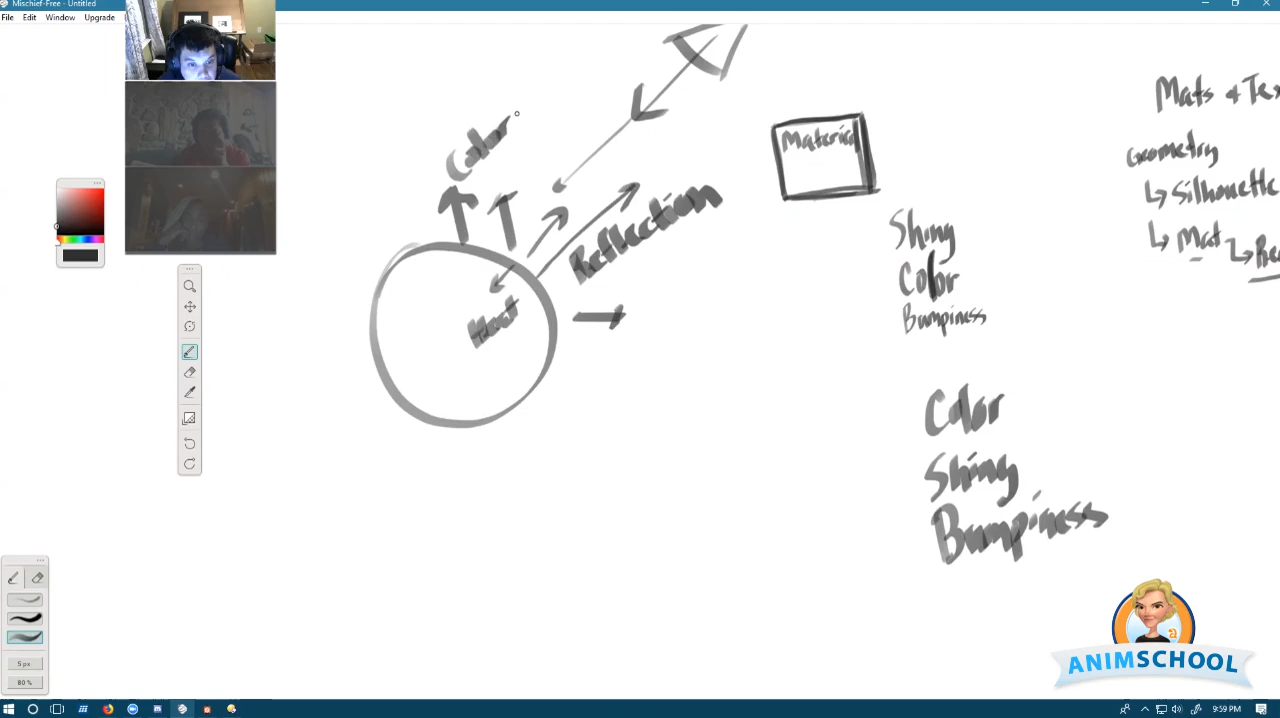 Mischief-Free - Untitled
File Edit Window Upgrade
Color
Reflection
Heat
Material
Shiny
Color
Bumpiness
Color
Shiny
Bumpiness
Mats + Tex
Geometry
↳ Silhouette
↳ Mat ↳ Re
5 px
80 %
a
ANIMSCHOOL
9:59 PM